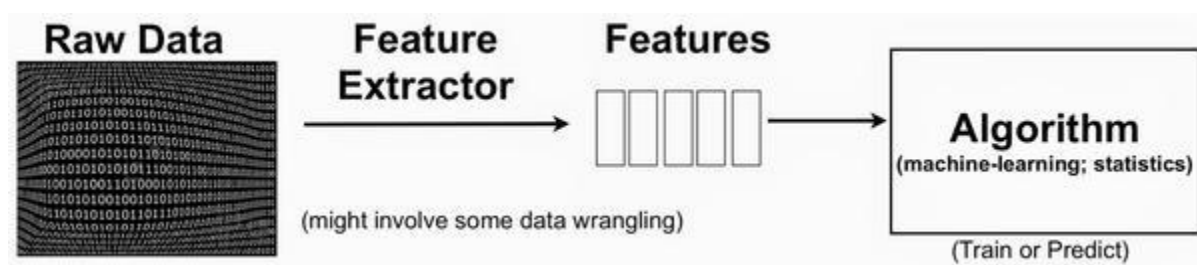 Raw Data
Feature
Extractor
Features
Algorithm
(machine-learning; statistics)
(might involve some data wrangling)
(Train or Predict)